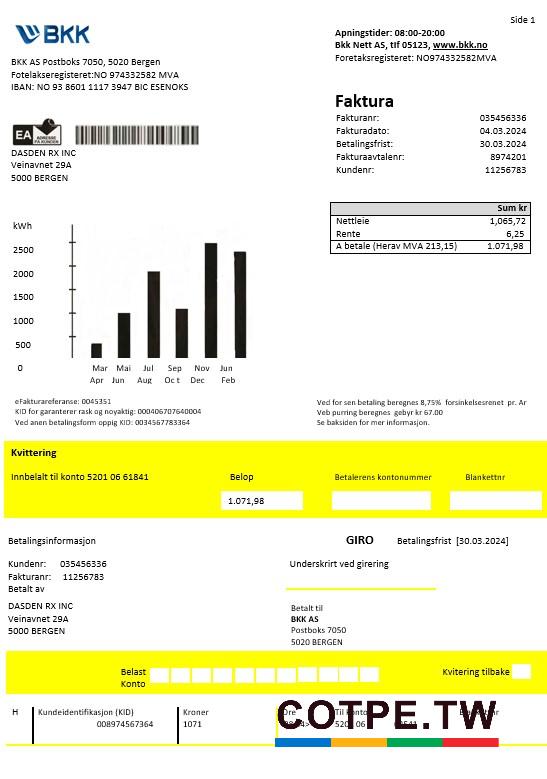 Side 1
BKK
Apningstider: 08:00-20:00
Bkk Nett AS, tlf 05123, www.bkk.no
Foretaksregisteret: NO974332582MVA
BKK AS Postboks 7050, 5020 Bergen
Fotelakseregisteret:NO 974332582 MVA
IBAN: NO 93 8601 1117 3947 BIC ESENOKS
Faktura
Fakturanr: 035456336
Fakturadato: 04.03.2024
Betalingsfrist: 30.03.2024
Fakturaavtalenr: 8974201
Kundenr: 11256783
EA ADRESSE PÅ KUNDEN
DASDEN RX INC
Veinavnet 29A
5000 BERGEN
Sum kr
Nettleie 1,065,72
Rente 6,25
A betale (Herav MVA 213,15) 1.071,98
kWh
2500
2000
1500
1000
500
0
Mar Mai Jul Sep Nov Jun
Apr Jun Aug Oc t Dec Feb
eFakturareferanse: 0045351
KID for garanterer rask og noyaktig: 000406707640004
Ved anen betalingsform oppig KID: 0034567783364
Ved for sen betaling beregnes 8,75% forsinkelsesrenet pr. Ar
Veb purring beregnes gebyr kr 67.00
Se baksiden for mer informasjon.
Kvittering
Innbelalt til konto 5201 06 61841 Belop Betalerens kontonummer Blankettnr
1.071,98
Betalingsinformasjon GIRO Betalingsfrist [30.03.2024]
Kundenr: 035456336
Fakturanr: 11256783
Betalt av
Underskrirt ved girering
DASDEN RX INC
Veinavnet 29A
5000 BERGEN
Betalt til
BKK AS
Postboks 7050
5020 BERGEN
Belast Konto
Kvitering tilbake
H Kundeidentifikasjon (KID) Kroner
008974567364 1071
COTPE.TW